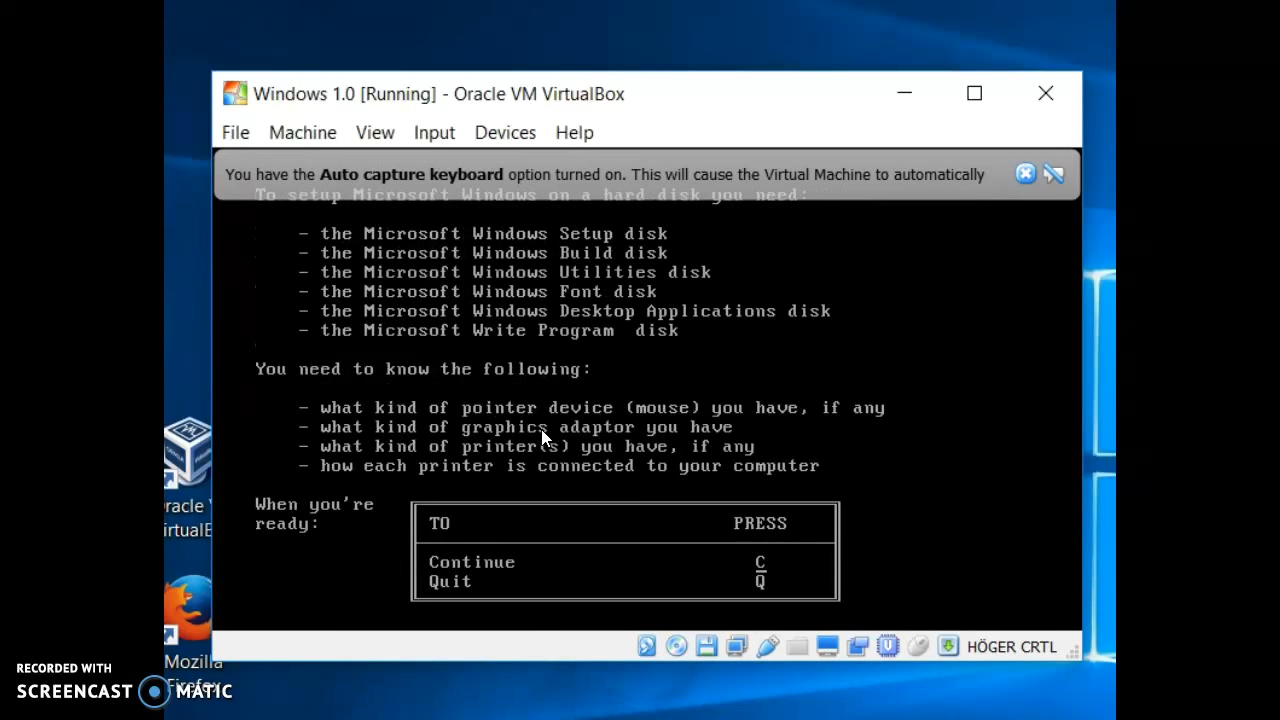 Windows 1.0 [Running] - Oracle VM VirtualBox
File Machine View Input Devices Help
You have the Auto capture keyboard option turned on. This will cause the Virtual Machine to automatically
To setup Microsoft Windows on a hard disk you need:
- the Microsoft Windows Setup disk
- the Microsoft Windows Build disk
- the Microsoft Windows Utilities disk
- the Microsoft Windows Font disk
- the Microsoft Windows Desktop Applications disk
- the Microsoft Write Program disk
You need to know the following:
- what kind of pointer device (mouse) you have, if any
- what kind of graphics adaptor you have
- what kind of printer(s) you have, if any
- how each printer is connected to your computer
When you're
ready:
TO PRESS
Continue C
Quit Q
HÖGER CRTL
racle V
irtualB
Mozilla
Firefox
RECORDED WITH
SCREENCAST MATIC